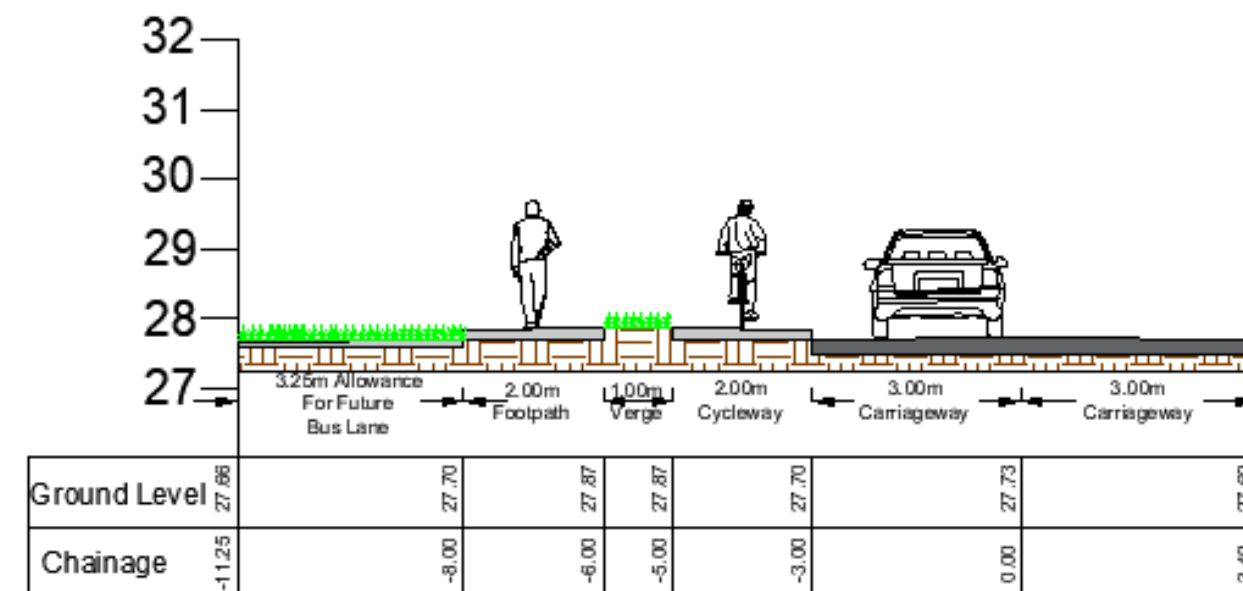 32
31
30
29
28
27
3.25m Allowance
For Future
Bus Lane
2.00m
Footpath
1.00m
Verge
2.00m
Cycleway
3.00m
Carriageway
3.00m
Carriageway
Ground Level 27.66 27.70 27.87 27.87 27.70 27.73
Chainage -11.25 -8.00 -6.00 -5.00 -3.00 0.00